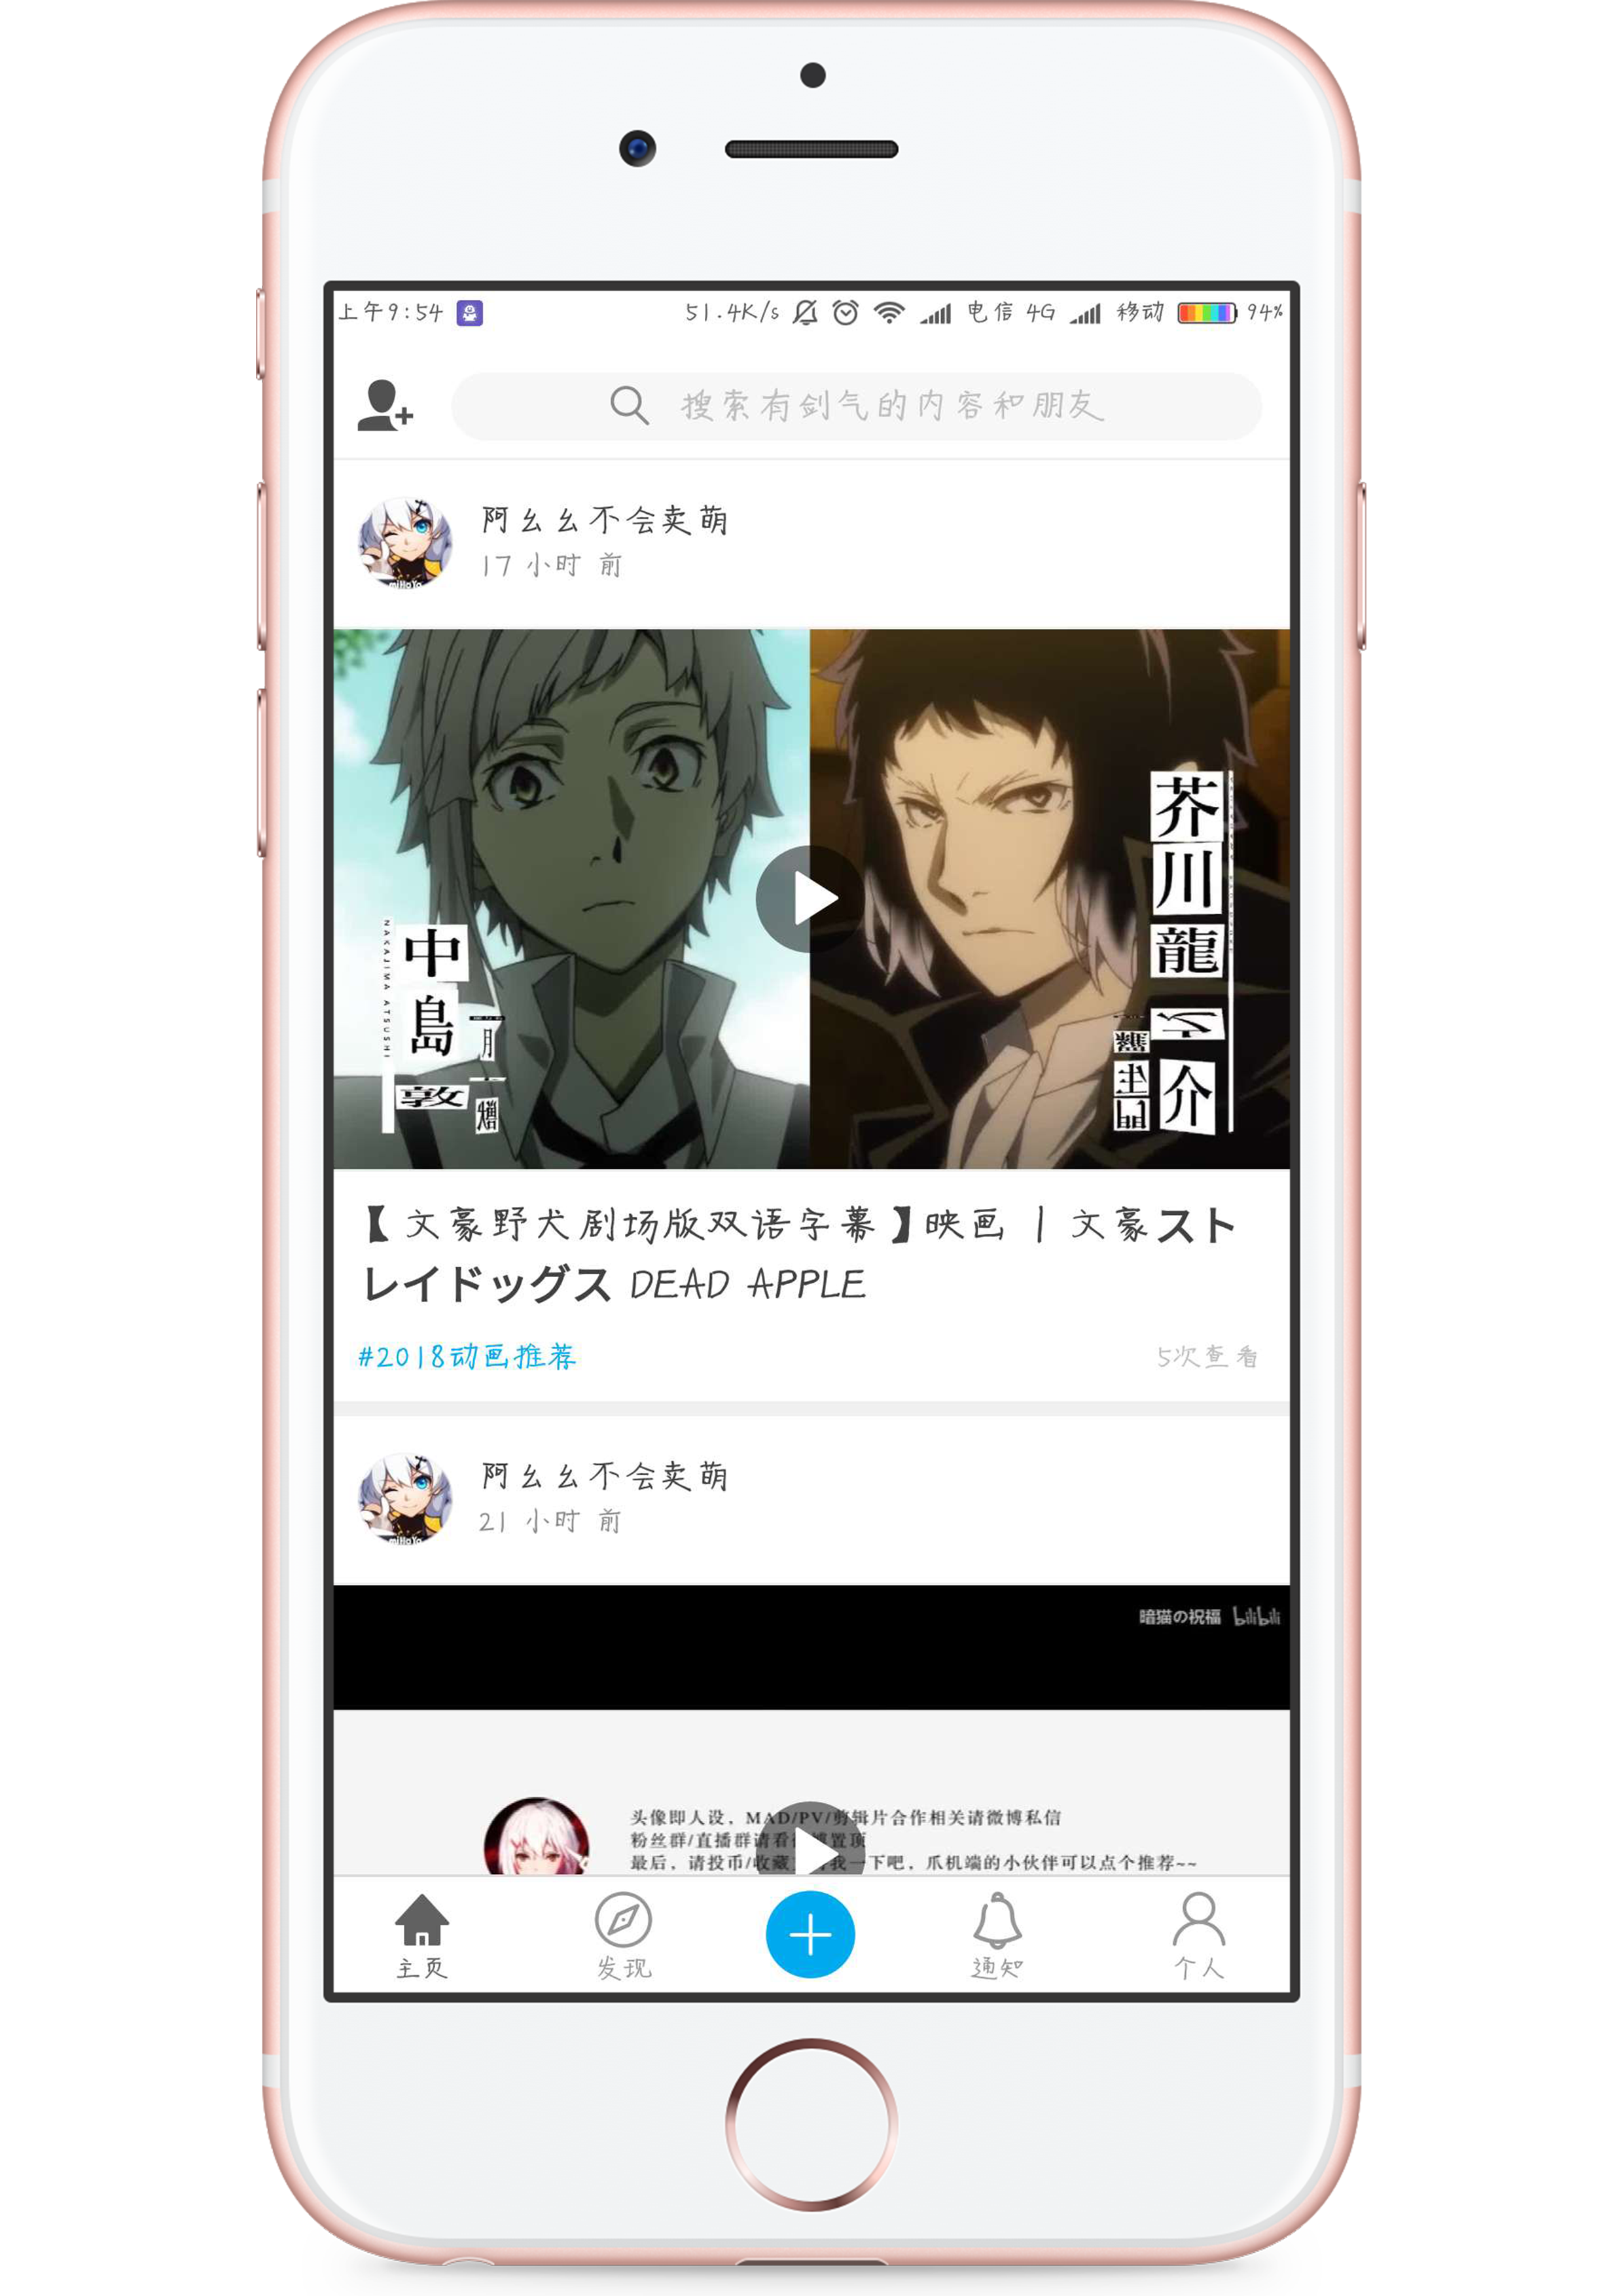 上午9:54
51.4K/s 电信 4G 移动 94%
搜索有剑气的内容和朋友
阿幺幺不会卖萌
17 小时 前
中島敦
NAKAJIMA ATSUSHI
芥川龍之介
【文豪野犬剧场版双语字幕】映画 | 文豪スト
レイドッグス DEAD APPLE
#2018动画推荐
5次查看
阿幺幺不会卖萌
21 小时 前
miHoYo
暗猫の祝福 bilibili
头像即人设，MAD/PV/剪辑片合作相关请微博私信
粉丝群/直播群请看 置顶
最后，请投币/收藏 我一下吧，爪机端的小伙伴可以点个推荐~~
主页
发现
通知
个人